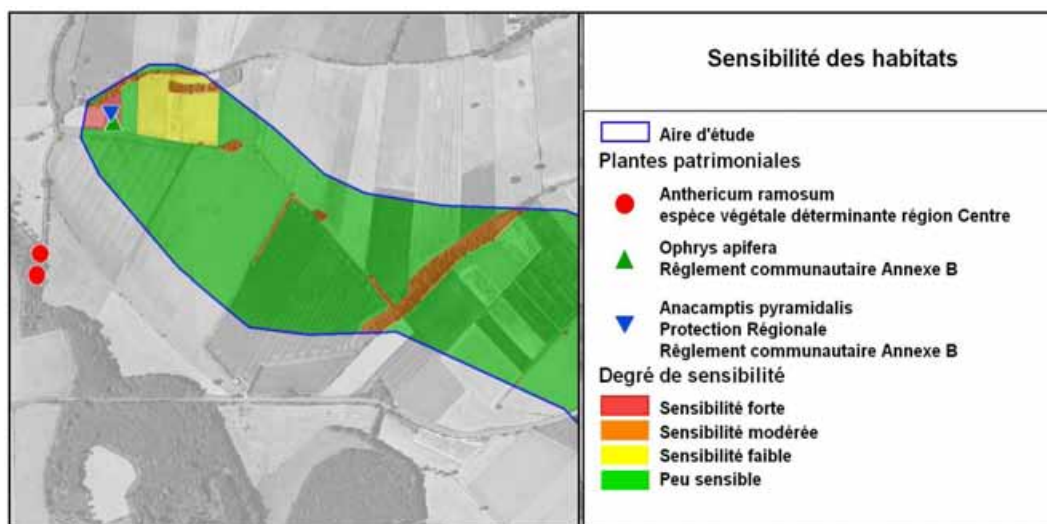 Sensibilité des habitats
Aire d'étude
Plantes patrimoniales
Anthericum ramosum
espèce végétale déterminante région Centre
Ophrys apifera
Règlement communautaire Annexe B
Anacamptis pyramidalis
Protection Régionale
Règlement communautaire Annexe B
Degré de sensibilité
Sensibilité forte
Sensibilité modérée
Sensibilité faible
Peu sensible